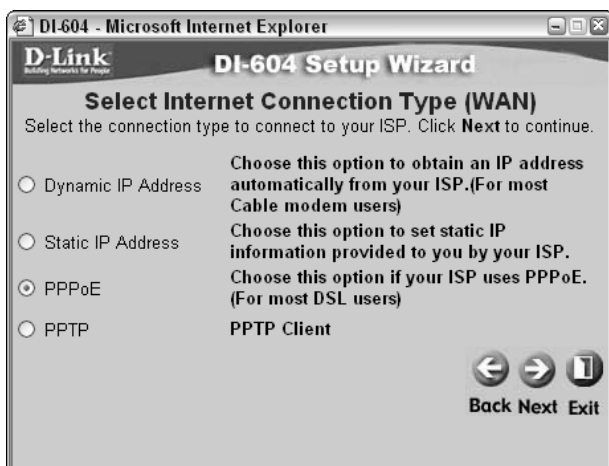 DI-604 - Microsoft Internet Explorer
D-Link
Building Networks for People
DI-604 Setup Wizard
Select Internet Connection Type (WAN)
Select the connection type to connect to your ISP. Click Next to continue.
Dynamic IP Address
Choose this option to obtain an IP address
automatically from your ISP.(For most
Cable modem users)
Static IP Address
Choose this option to set static IP
information provided to you by your ISP.
PPPoE
Choose this option if your ISP uses PPPoE.
(For most DSL users)
PPTP
PPTP Client
Back Next Exit